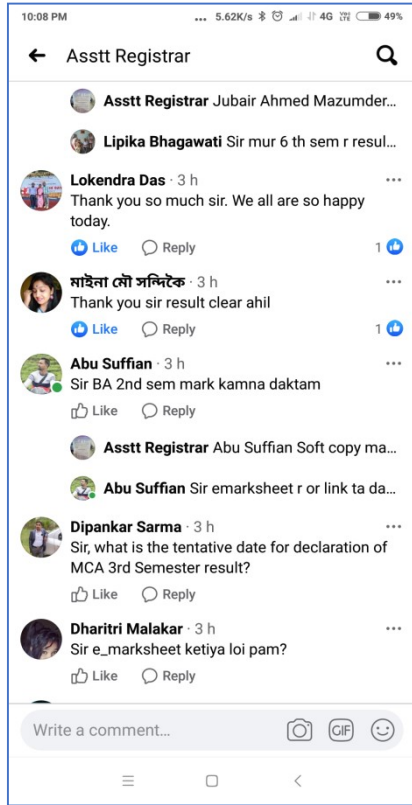 10:08 PM ... 5.62K/s 4G VoLTE 49%
Asstt Registrar
Asstt Registrar Jubair Ahmed Mazumder...
Lipika Bhagawati Sir mur 6 th sem r resul...
Lokendra Das · 3 h
Thank you so much sir. We all are so happy
today.
Like Reply 1
মাইনা মৌ সন্দিকৈ · 3 h
Thank you sir result clear ahil
Like Reply 1
Abu Suffian · 3 h
Sir BA 2nd sem mark kamna daktam
Like Reply
Asstt Registrar Abu Suffian Soft copy ma...
Abu Suffian Sir emarksheet r or link ta da...
Dipankar Sarma · 3 h
Sir, what is the tentative date for declaration of
MCA 3rd Semester result?
Like Reply
Dharitri Malakar · 3 h
Sir e_marksheet ketiya loi pam?
Like Reply
Write a comment... GIF